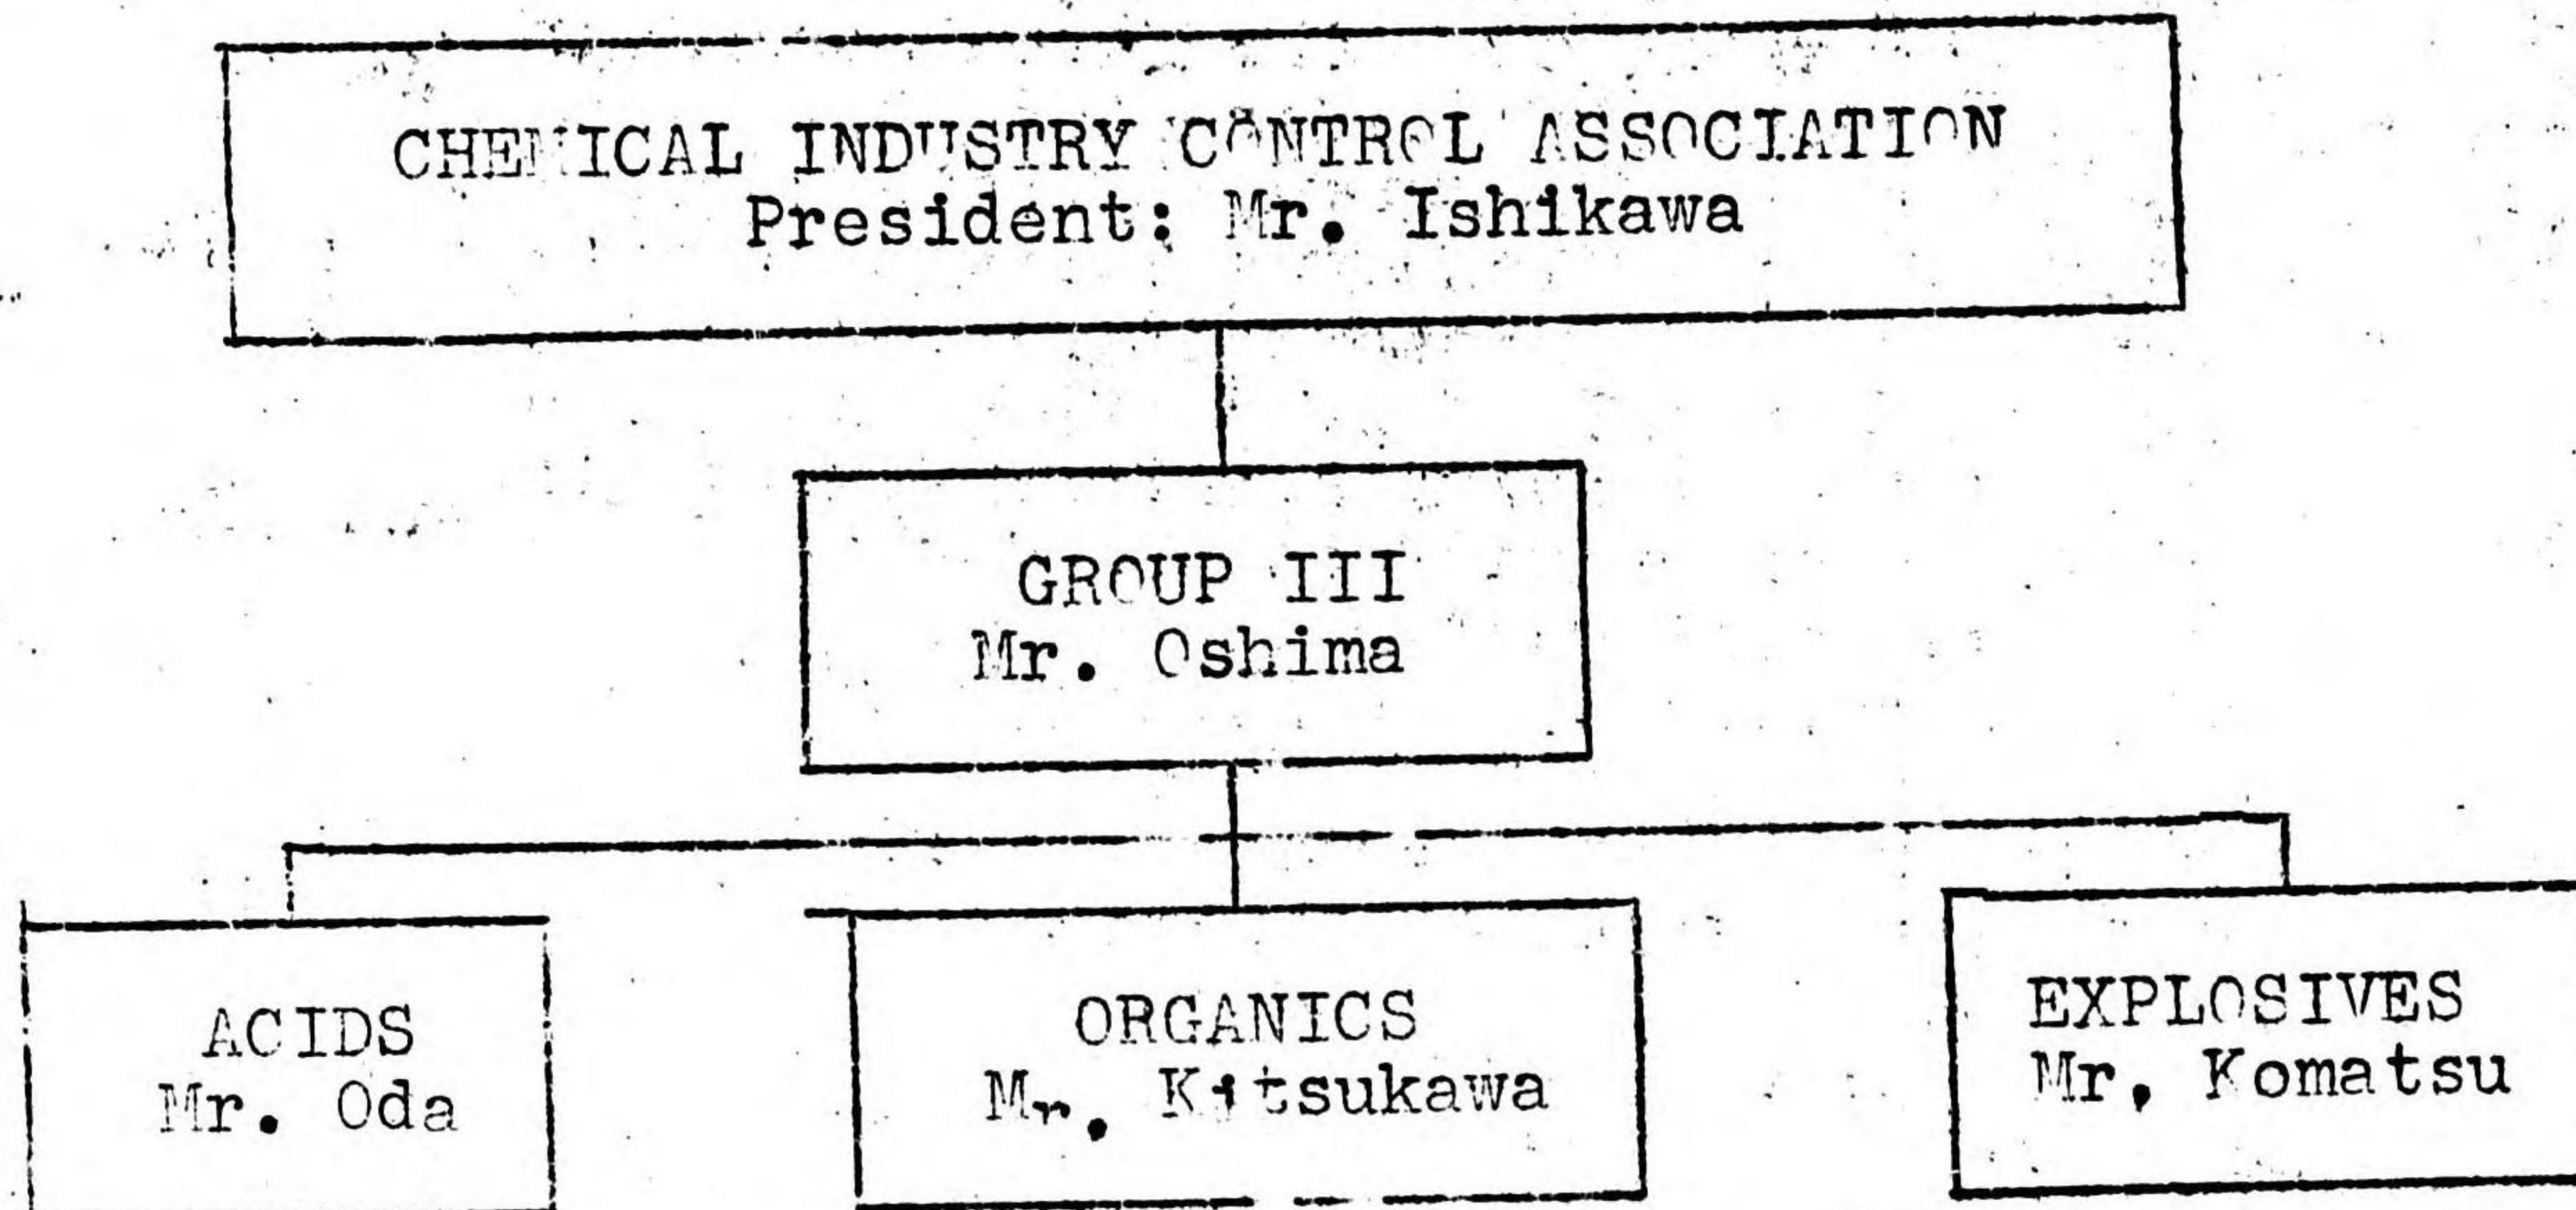 CHEMICAL INDUSTRY CONTROL ASSOCIATION
President: Mr. Ishikawa
GROUP III
Mr. Oshima
ACIDS
Mr. Oda
ORGANICS
Mr. Kitsukawa
EXPLOSIVES
Mr. Komatsu